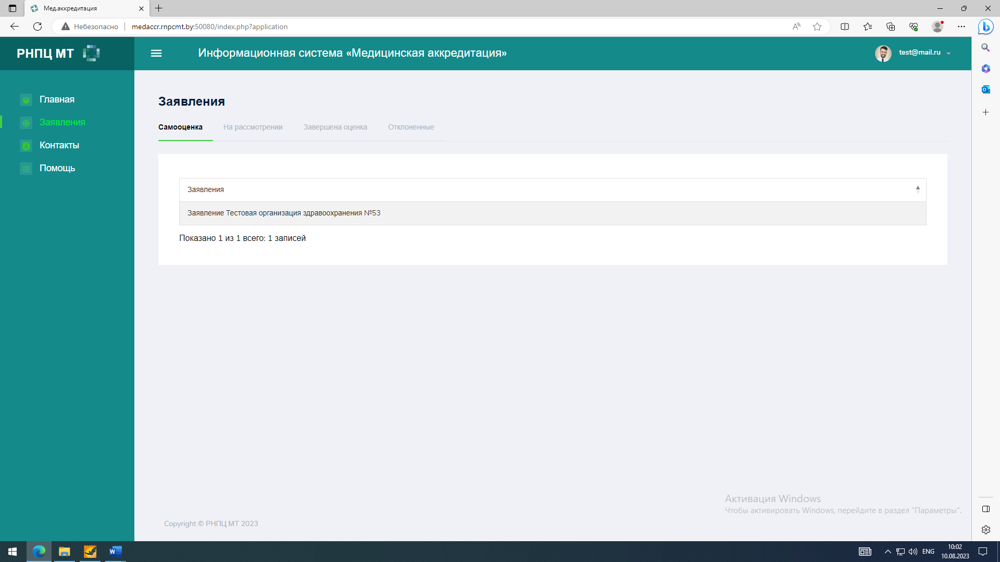 Мед.аккредитация
Небезопасно
medaccr.rnpcmt.by:50080/index.php?application
РНПЦ МТ
Информационная система «Медицинская аккредитация»
test@mail.ru
Главная
Заявления
Контакты
Помощь
Заявления
Самооценка
На рассмотрении
Завершена оценка
Отклоненные
Заявления
Заявление Тестовая организация здравоохранения №53
Показано 1 из 1 всего: 1 записей
Активация Windows
Чтобы активировать Windows, перейдите в раздел "Параметры".
Copyright © РНПЦ МТ 2023
ENG
10:02
10.08.2023